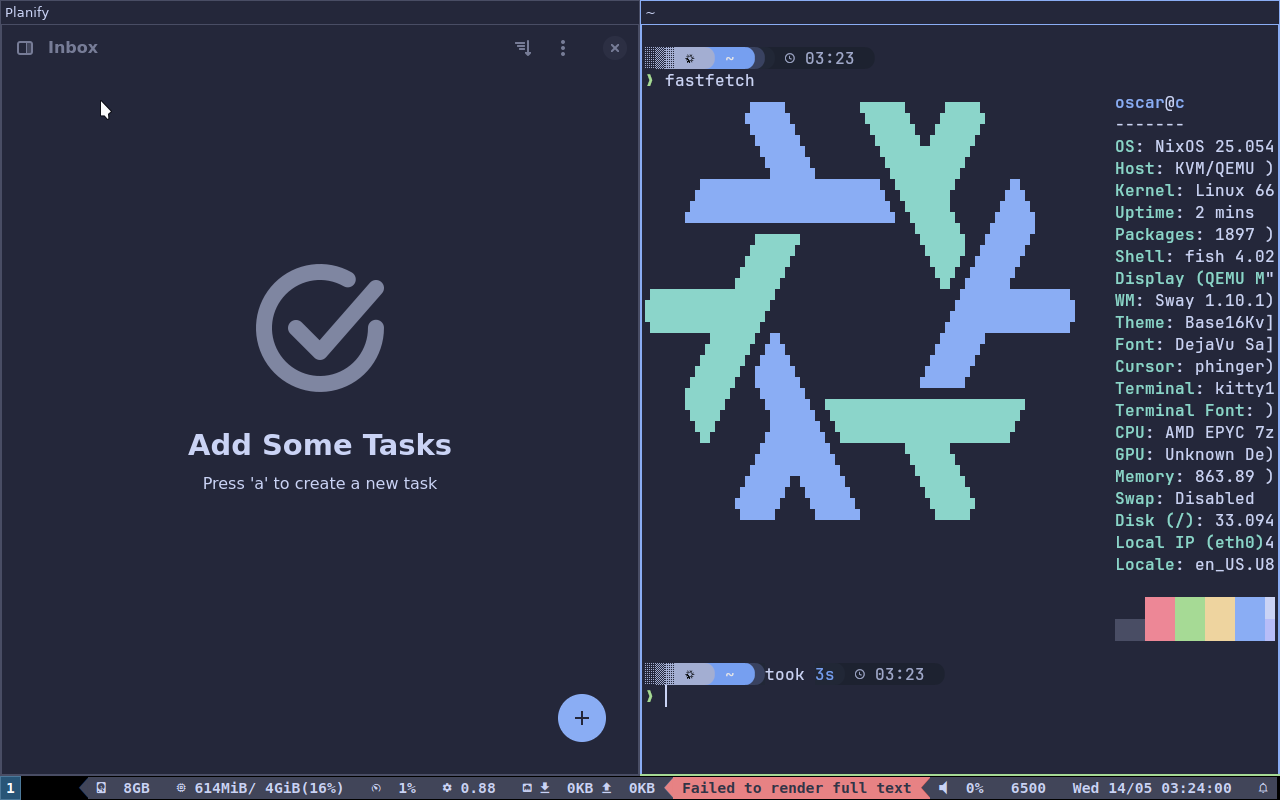 Planify
Inbox
Add Some Tasks
Press 'a' to create a new task
~
~ 03:23
❯ fastfetch
oscar@c
-------
OS: NixOS 25.054
Host: KVM/QEMU )
Kernel: Linux 66
Uptime: 2 mins
Packages: 1897 )
Shell: fish 4.02
Display (QEMU M"
WM: Sway 1.10.1)
Theme: Base16Kv]
Font: DejaVu Sa]
Cursor: phinger)
Terminal: kitty1
Terminal Font: )
CPU: AMD EPYC 7z
GPU: Unknown De)
Memory: 863.89 )
Swap: Disabled
Disk (/): 33.094
Local IP (eth0)4
Locale: en_US.U8
~ took 3s 03:23
❯
1 8GB 614MiB/ 4GiB(16%) 1% 0.88 0KB 0KB Failed to render full text 0% 6500 Wed 14/05 03:24:00